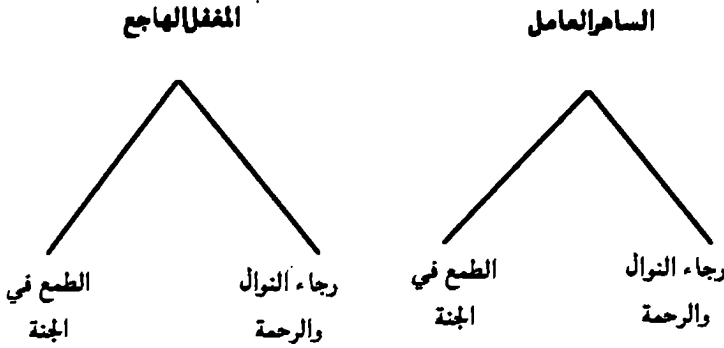 الساهر العامل
المغفل الهاجع
رجاء النوال
والرحمة
الطمع في
الجنة
رجاء النوال
والرحمة
الطمع في
الجنة